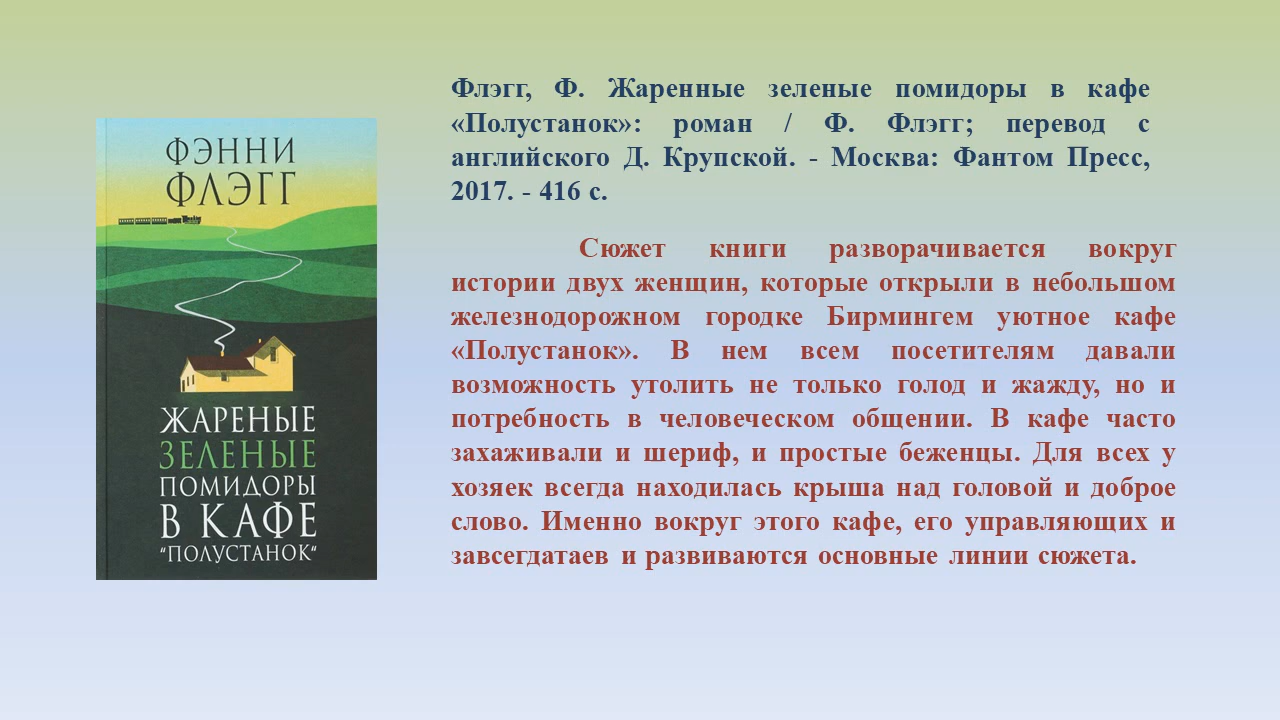 ФЭННИ
ФЛЭГГ
ЖАРЕНЫЕ
ЗЕЛЕНЫЕ
ПОМИДОРЫ
В КАФЕ
"ПОЛУСТАНОК"
Флэгг, Ф. Жаренные зеленые помидоры в кафе
«Полустанок»: роман / Ф. Флэгг; перевод с
английского Д. Крупской. - Москва: Фантом Пресс,
2017. - 416 с.
Сюжет книги разворачивается вокруг
истории двух женщин, которые открыли в небольшом
железнодорожном городке Бирмингем уютное кафе
«Полустанок». В нем всем посетителям давали
возможность утолить не только голод и жажду, но и
потребность в человеческом общении. В кафе часто
захаживали и шериф, и простые беженцы. Для всех у
хозяек всегда находилась крыша над головой и доброе
слово. Именно вокруг этого кафе, его управляющих и
завсегдатаев и развиваются основные линии сюжета.